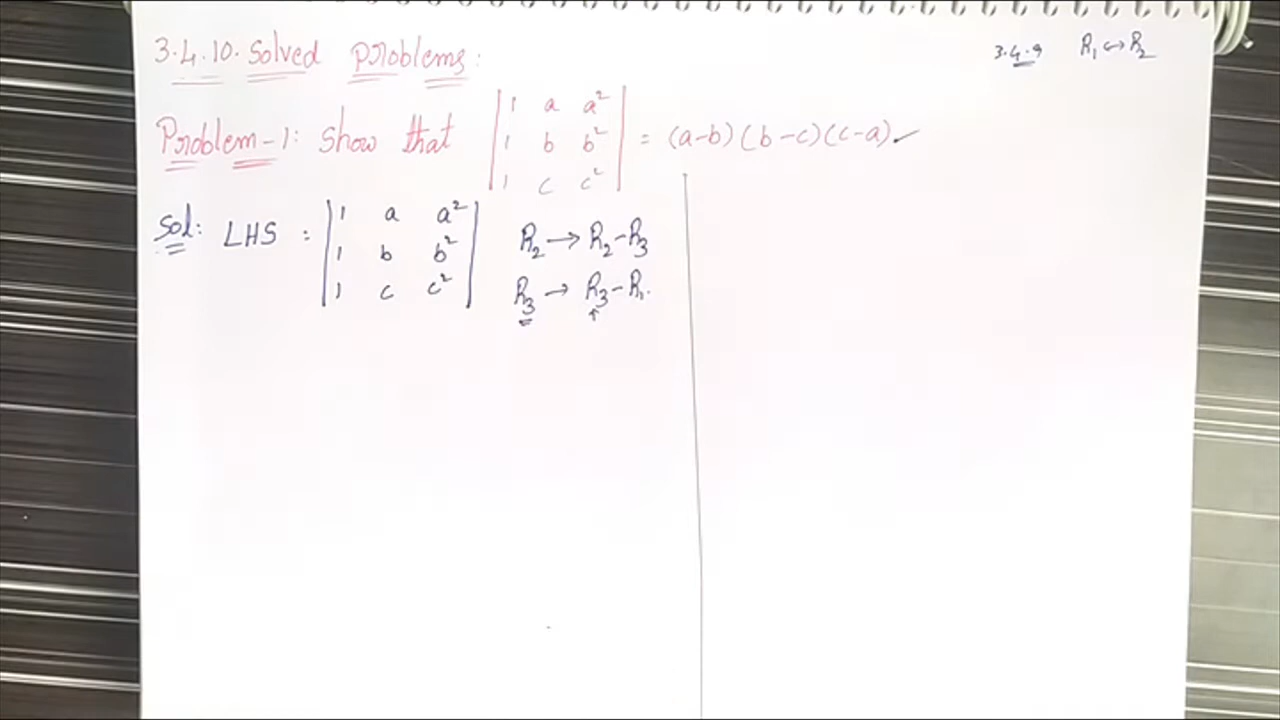 3.4.10. Solved Problems:
3.4.9 R₁↔R₂
Problem-1: Show that | 1 a a² | = (a-b)(b-c)(c-a)
| 1 b b² |
| 1 c c² |
Sol: LHS = | 1 a a² | R₂ → R₂-R₃
| 1 b b² |
| 1 c c² | R₃ → R₃-R₁.